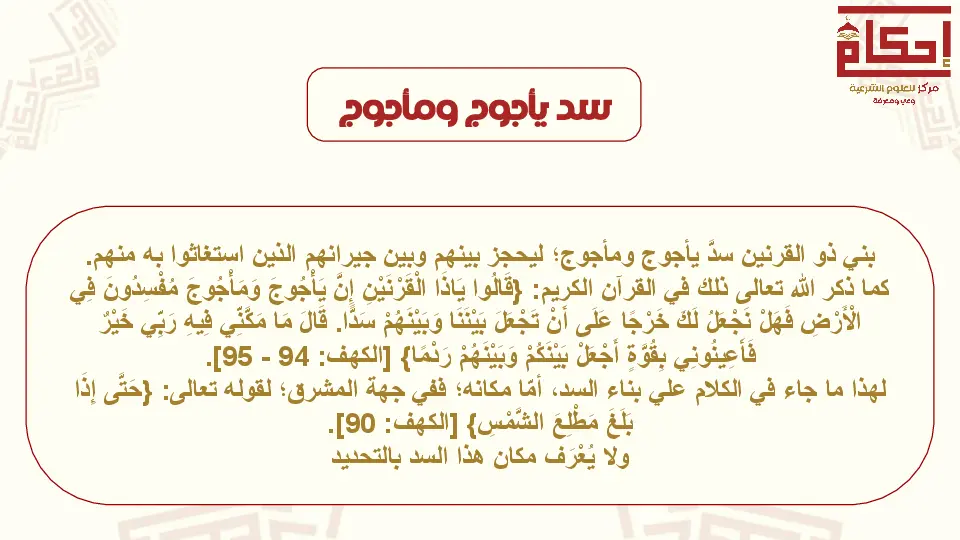 إحكام
مركز للعلوم الشرعية
وعي ومعرفة
سد يأجوج ومأجوج
بني ذو القرنين سدَّ يأجوج ومأجوج؛ ليحجز بينهم وبين جيرانهم الذين استغاثوا به منهم.
كما ذكر الله تعالى ذلك في القرآن الكريم: {قَالُوا يَاذَا الْقَرْنَيْنِ إِنَّ يَأْجُوجَ وَمَأْجُوجَ مُفْسِدُونَ فِي
الْأَرْضِ فَهَلْ نَجْعَلُ لَكَ خَرْجًا عَلَى أَنْ تَجْعَلَ بَيْنَنَا وَبَيْنَهُمْ سَدًّا. قَالَ مَا مَكَّنِّي فِيهِ رَبِّي خَيْرٌ
فَأَعِينُونِي بِقُوَّةٍ أَجْعَلْ بَيْنَكُمْ وَبَيْنَهُمْ رَدْمًا} [الكهف: 94 - 95].
لهذا ما جاء في الكلام علي بناء السد، أمّا مكانه؛ ففي جهة المشرق؛ لقوله تعالى: {حَتَّى إِذَا
بَلَغَ مَطْلِعَ الشَّمْسِ} [الكهف: 90].
ولا يُعْرَف مكان هذا السد بالتحديد